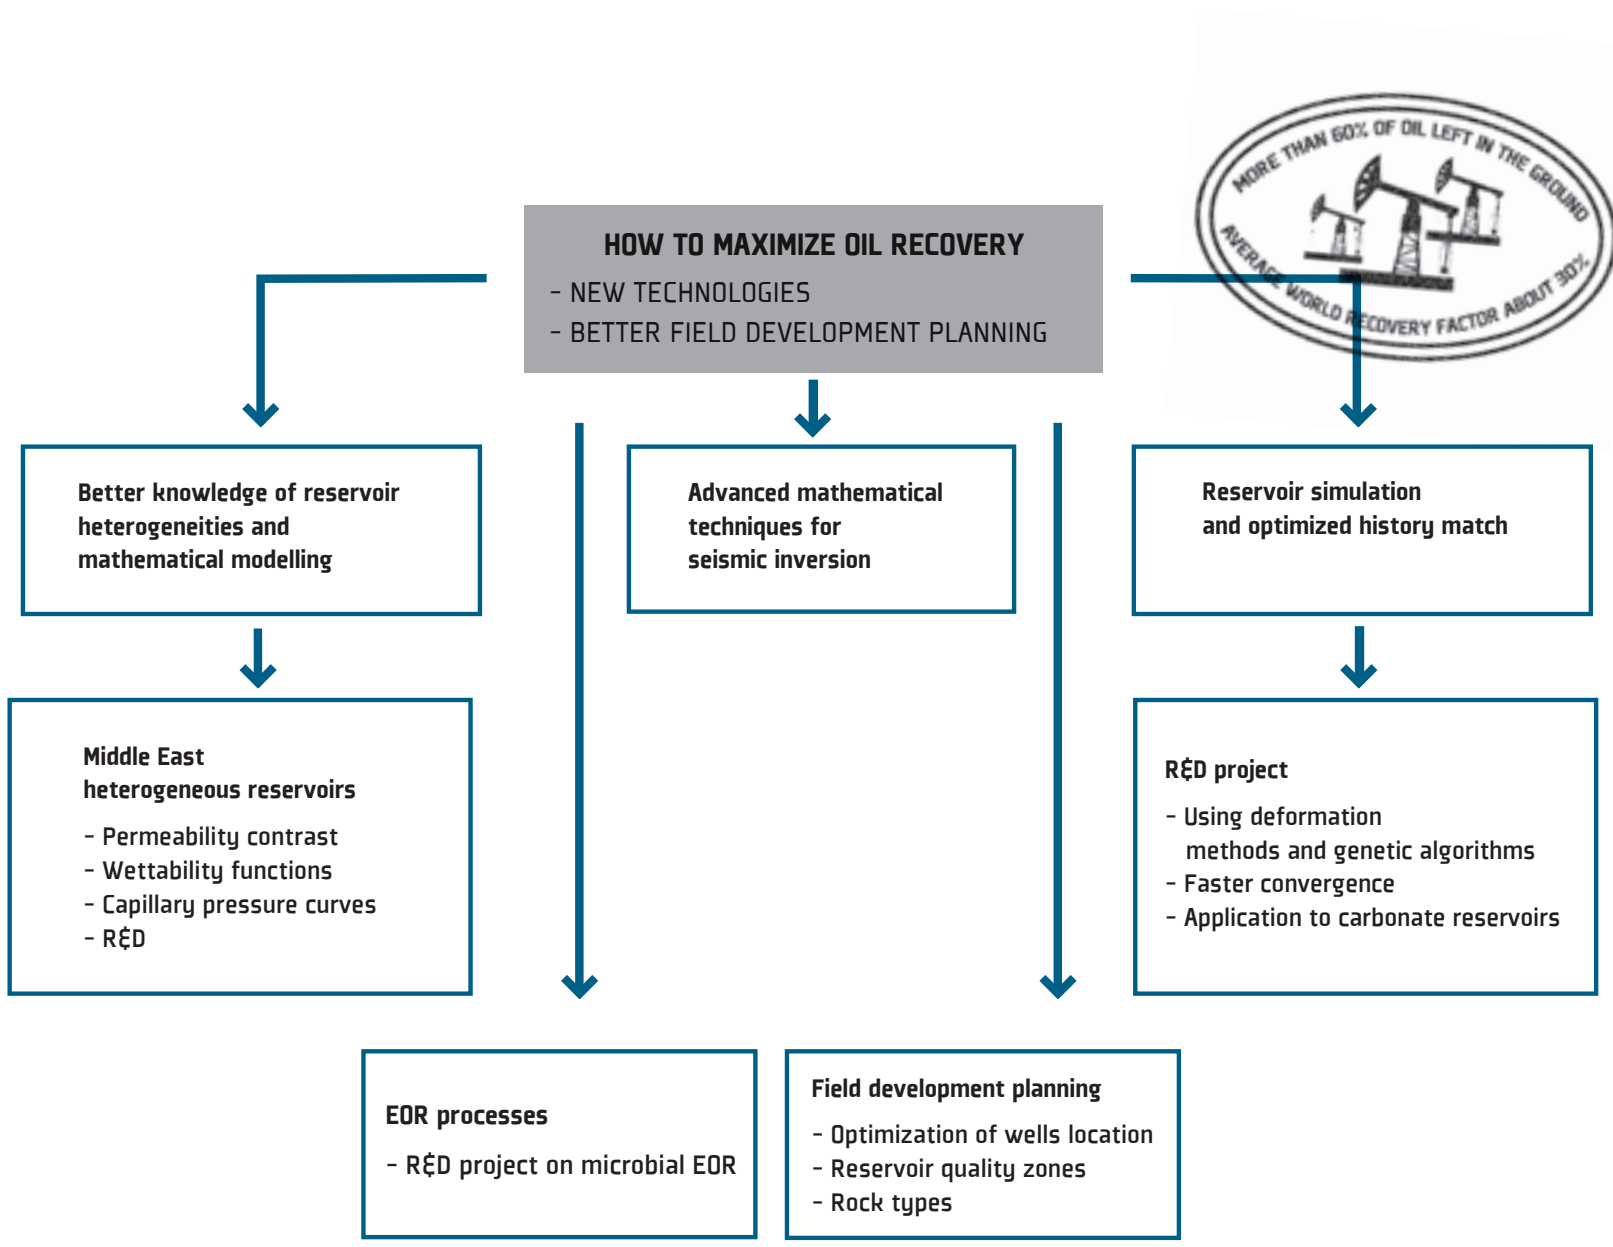 MORE THAN 60% OF OIL LEFT IN THE GROUND
AVERAGE WORLD RECOVERY FACTOR ABOUT 30%
HOW TO MAXIMIZE OIL RECOVERY
- NEW TECHNOLOGIES
- BETTER FIELD DEVELOPMENT PLANNING
Better knowledge of reservoir
heterogeneities and
mathematical modelling
Advanced mathematical
techniques for
seismic inversion
Reservoir simulation
and optimized history match
Middle East
heterogeneous reservoirs
- Permeability contrast
- Wettability functions
- Capillary pressure curves
- R&D
R&D project
- Using deformation
methods and genetic algorithms
- Faster convergence
- Application to carbonate reservoirs
EOR processes
- R&D project on microbial EOR
Field development planning
- Optimization of wells location
- Reservoir quality zones
- Rock types